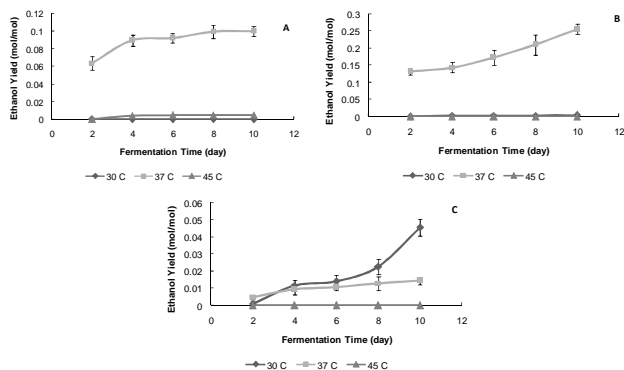 A
Ethanol Yield (mol/mol)
0.12
0.1
0.08
0.06
0.04
0.02
0
0 2 4 6 8 10 12
Fermentation Time (day)
30 C 37 C 45 C
B
Ethanol Yield (mol/mol)
0.3
0.25
0.2
0.15
0.1
0.05
0
0 2 4 6 8 10 12
Fermentation Time (day)
30 C 37 C 45 C
C
Ethanol Yield (mol/mol)
0.06
0.05
0.04
0.03
0.02
0.01
0
0 2 4 6 8 10 12
Fermentation Time (day)
30 C 37 C 45 C